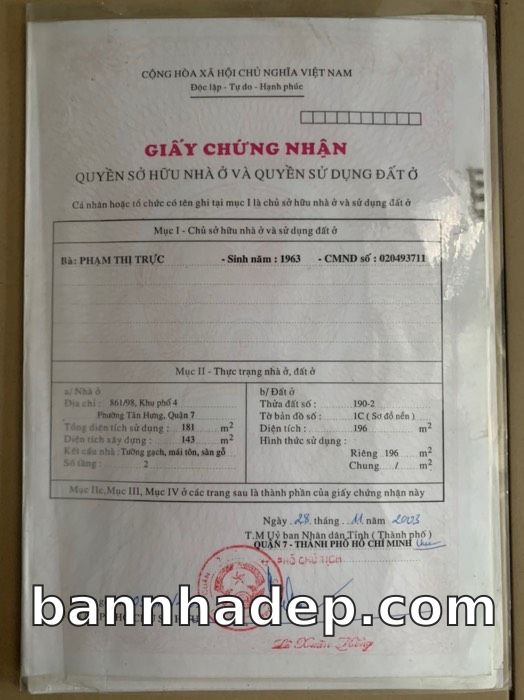 CỘNG HÒA XÃ HỘI CHỦ NGHĨA VIỆT NAM
Độc lập - Tự do - Hạnh phúc
GIẤY CHỨNG NHẬN
QUYỀN SỞ HỮU NHÀ Ở VÀ QUYỀN SỬ DỤNG ĐẤT Ở
Cá nhân hoặc tổ chức có tên ghi tại mục I là chủ sở hữu nhà ở và sử dụng đất ở
Mục I - Chủ sở hữu nhà ở và sử dụng đất ở
Bà: PHẠM THỊ TRỰC - Sinh năm : 1963 - CMND số : 020493711
Mục II - Thực trạng nhà ở, đất ở
a/ Nhà ở
Địa chỉ : 861/98, Khu phố 4
Phường Tân Hưng, Quận 7
Tổng diện tích sử dụng : 181 m2
Diện tích xây dựng : 143 m2
Kết cấu nhà : Tường gạch, mái tôn, sàn gỗ
Số tầng : 2
b/ Đất ở
Thửa đất số : 190-2
Tờ bản đồ số : 1C ( Sơ đồ nền )
Diện tích : 196 m2
Hình thức sử dụng :
Riêng 196 m2
Chung / m2
Mục IIc, Mục III, Mục IV ở các trang sau là thành phần của giấy chứng nhận này
Ngày 28 tháng 11 năm 2003
T.M Uỷ ban Nhân dân Tỉnh ( Thành phố )
QUẬN 7 - THÀNH PHỐ HỒ CHÍ MINH
PHÓ CHỦ TỊCH
bannhadep.com
Lê Xuân Hồng